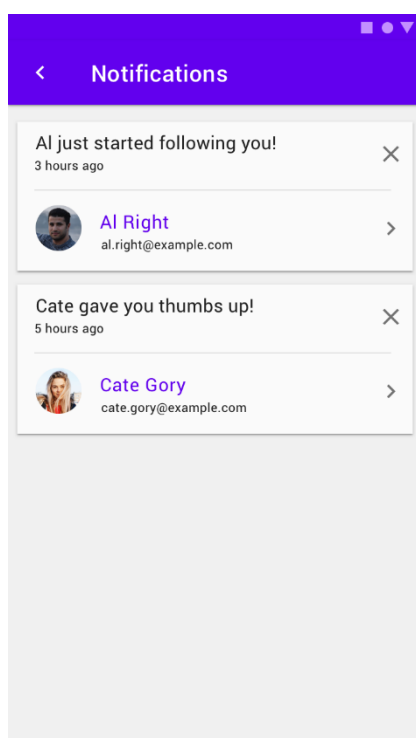 Notifications
Al just started following you!
3 hours ago
Al Right
al.right@example.com
Cate gave you thumbs up!
5 hours ago
Cate Gory
cate.gory@example.com